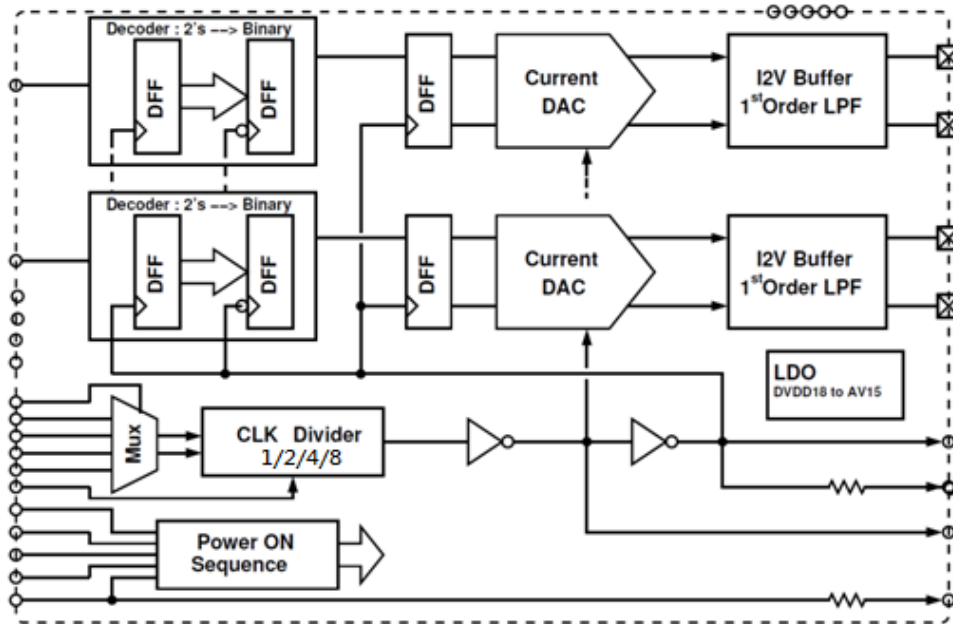 Decoder : 2's --> Binary
DFF
DFF
DFF
Current
DAC
I2V Buffer
1st Order LPF
Decoder : 2's --> Binary
DFF
DFF
DFF
Current
DAC
I2V Buffer
1st Order LPF
LDO
DVDD18 to AV15
Mux
CLK Divider
1/2/4/8
Power ON
Sequence